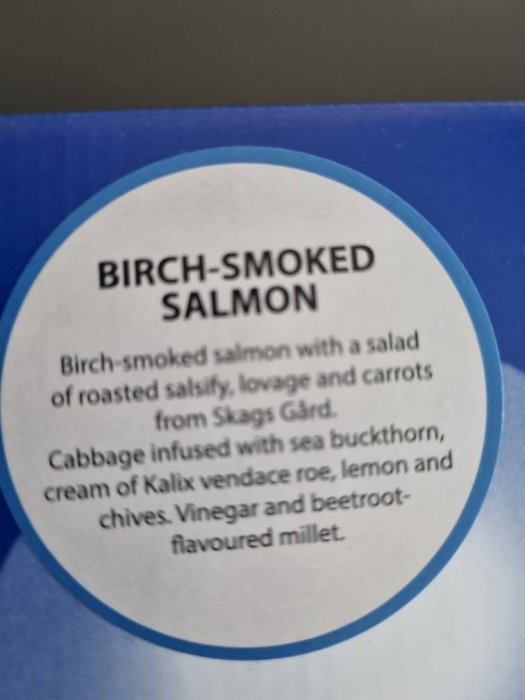 BIRCH-SMOKED
SALMON
Birch-smoked salmon with a salad
of roasted salsify, lovage and carrots
from Skags Gård.
Cabbage infused with sea buckthorn,
cream of Kalix vendace roe, lemon and
chives. Vinegar and beetroot-
flavoured millet.